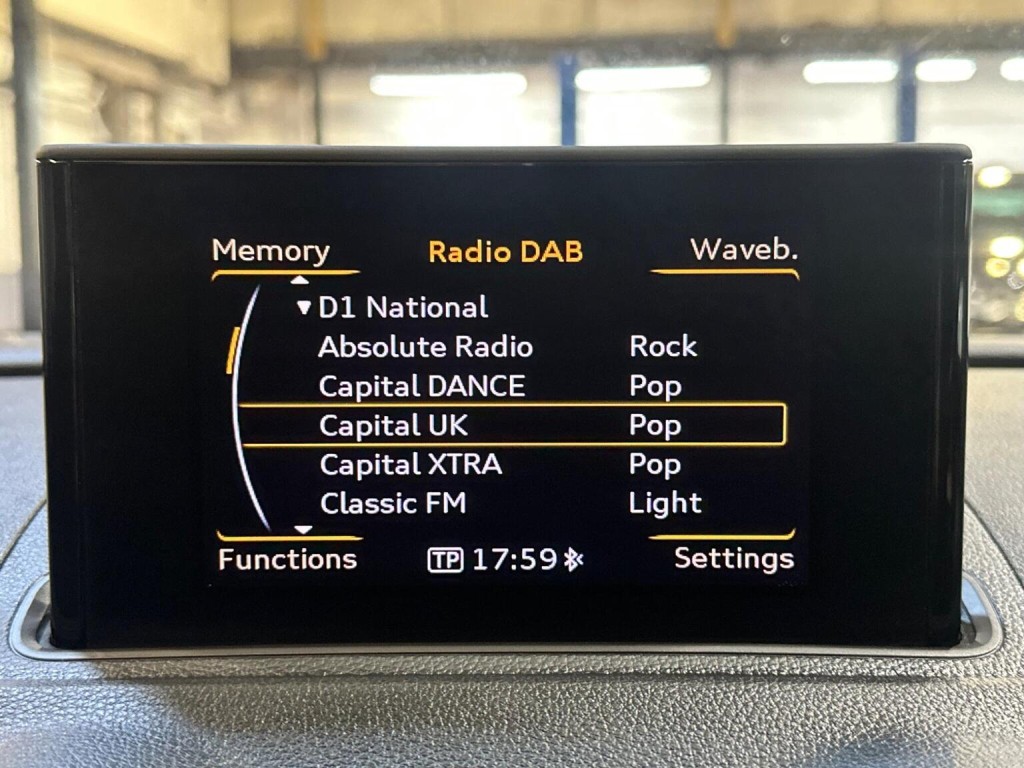 Memory Radio DAB Waveb.
D1 National
Absolute Radio Rock
Capital DANCE Pop
Capital UK Pop
Capital XTRA Pop
Classic FM Light
Functions TP 17:59 Settings